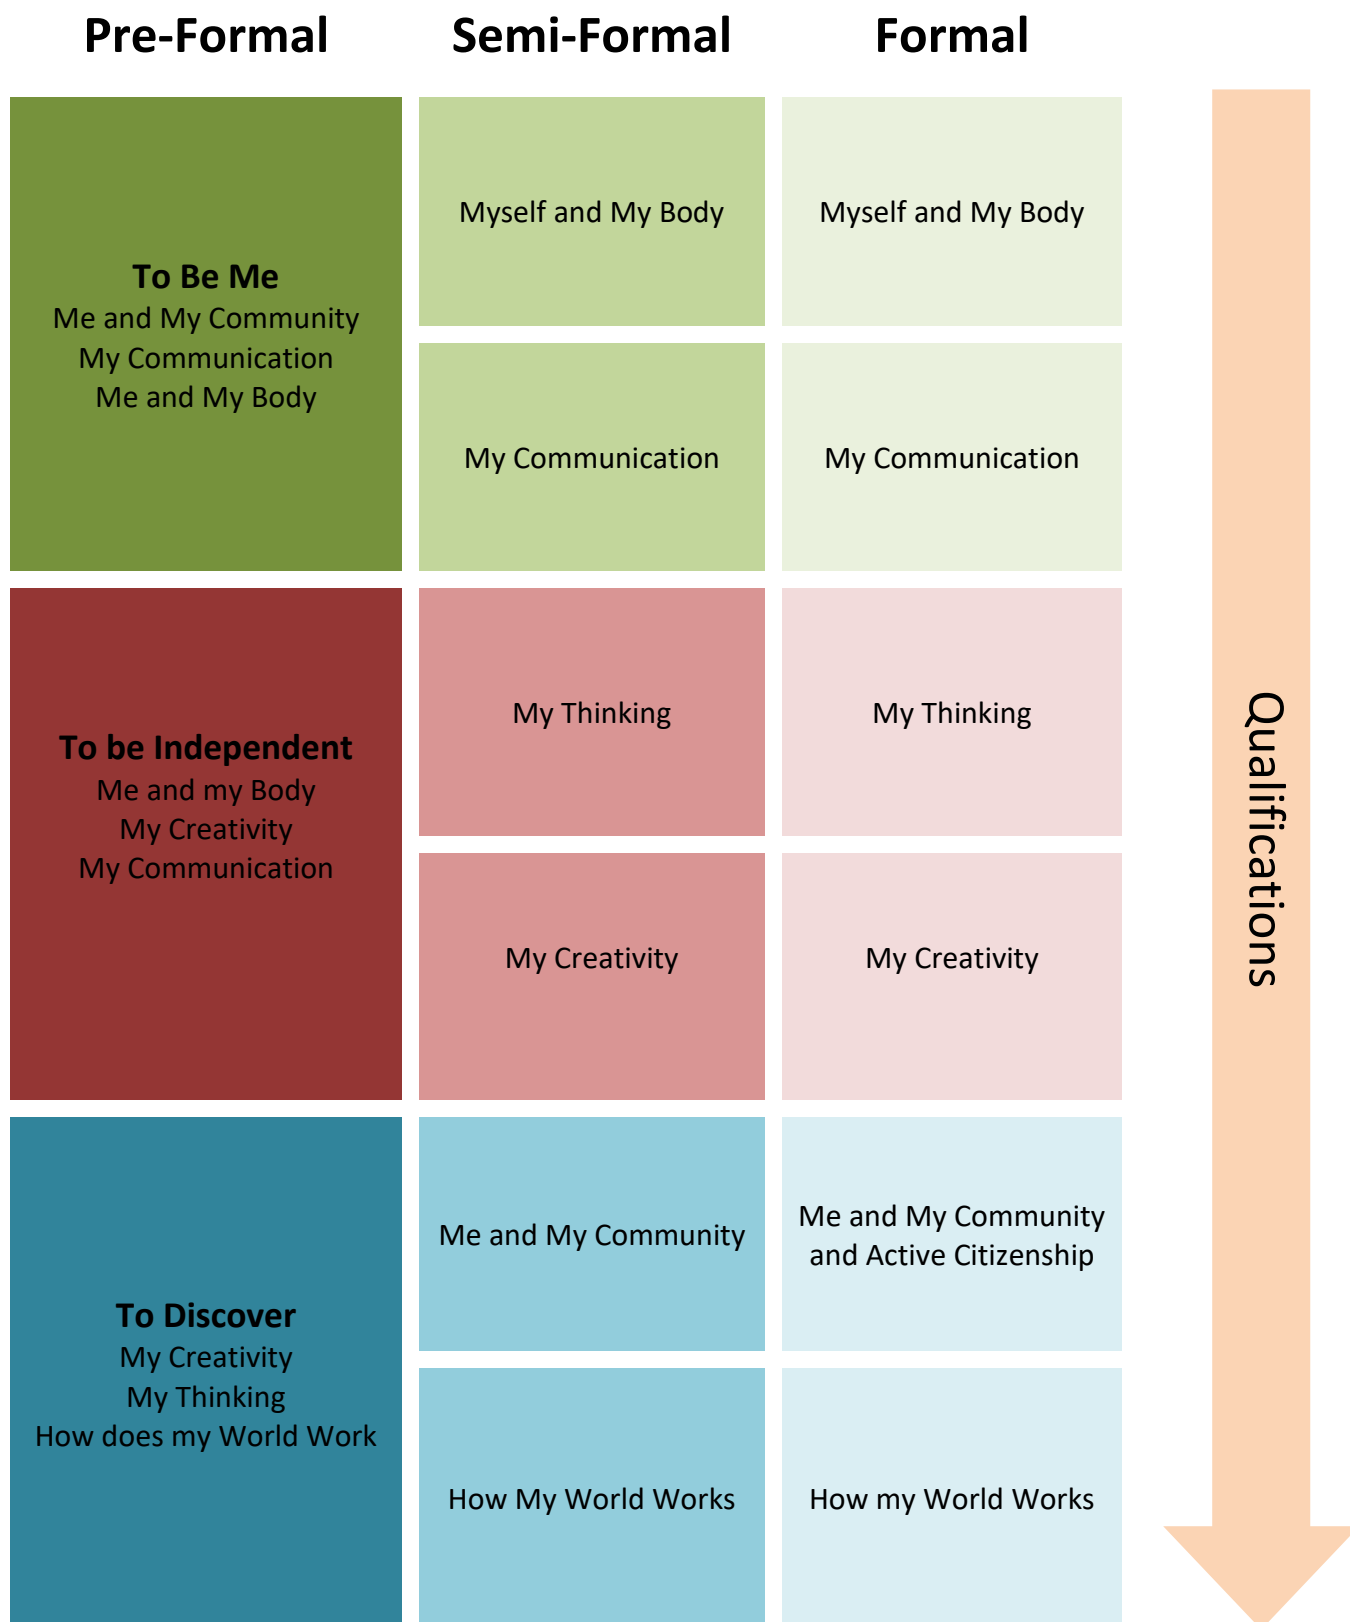 Pre-Formal
Semi-Formal
Formal
To Be Me
Me and My Community
My Communication
Me and My Body
Myself and My Body
Myself and My Body
My Communication
My Communication
To be Independent
Me and my Body
My Creativity
My Communication
My Thinking
My Thinking
My Creativity
My Creativity
To Discover
My Creativity
My Thinking
How does my World Work
Me and My Community
Me and My Community
and Active Citizenship
How My World Works
How my World Works
Qualifications